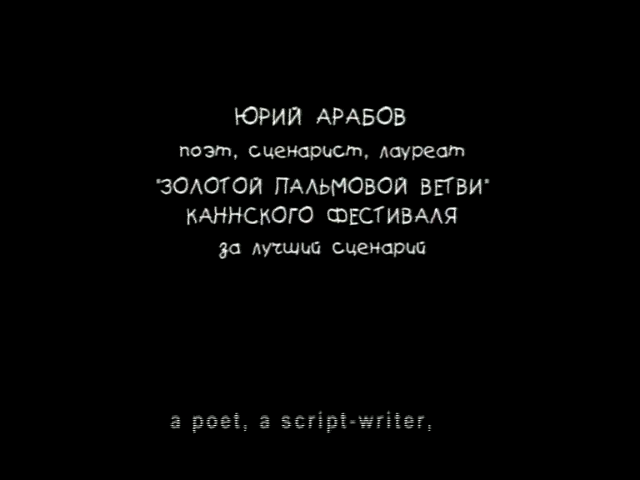 ЮРИЙ АРАБОВ
поэт, сценарист, лауреат
"ЗОЛОТОЙ ПАЛЬМОВОЙ ВЕТВИ"
КАННСКОГО ФЕСТИВАЛЯ
за лучший сценарий
a poet, a script-writer,